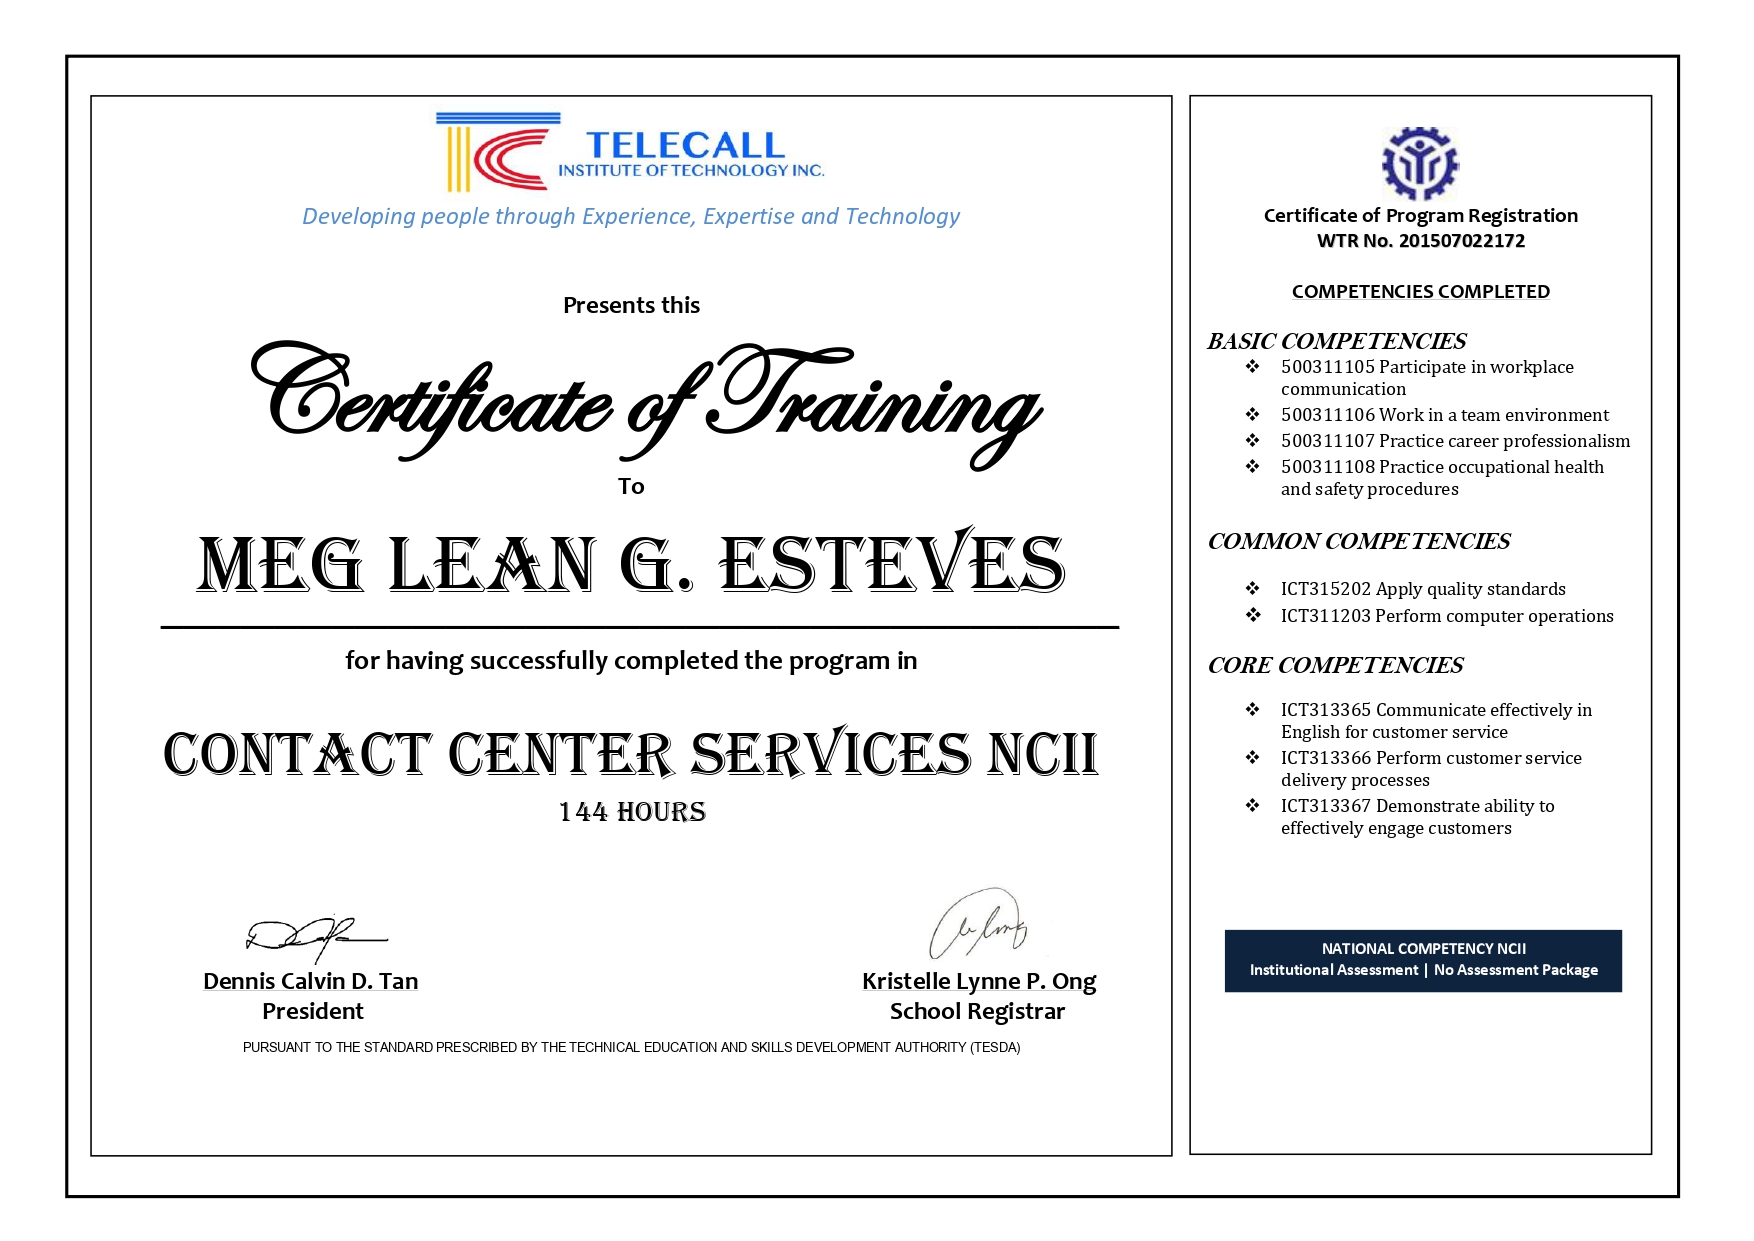 TELECALL
INSTITUTE OF TECHNOLOGY INC.
Developing people through Experience, Expertise and Technology
Presents this
Certificate of Training
To
MEG LEAN G. ESTEVES
for having successfully completed the program in
CONTACT CENTER SERVICES NCII
144 HOURS
Dennis Calvin D. Tan
President
Kristelle Lynne P. Ong
School Registrar
PURSUANT TO THE STANDARD PRESCRIBED BY THE TECHNICAL EDUCATION AND SKILLS DEVELOPMENT AUTHORITY (TESDA)
Certificate of Program Registration
WTR No. 201507022172
COMPETENCIES COMPLETED
BASIC COMPETENCIES
❖ 500311105 Participate in workplace
communication
❖ 500311106 Work in a team environment
❖ 500311107 Practice career professionalism
❖ 500311108 Practice occupational health
and safety procedures
COMMON COMPETENCIES
❖ ICT315202 Apply quality standards
❖ ICT311203 Perform computer operations
CORE COMPETENCIES
❖ ICT313365 Communicate effectively in
English for customer service
❖ ICT313366 Perform customer service
delivery processes
❖ ICT313367 Demonstrate ability to
effectively engage customers
NATIONAL COMPETENCY NCII
Institutional Assessment | No Assessment Package